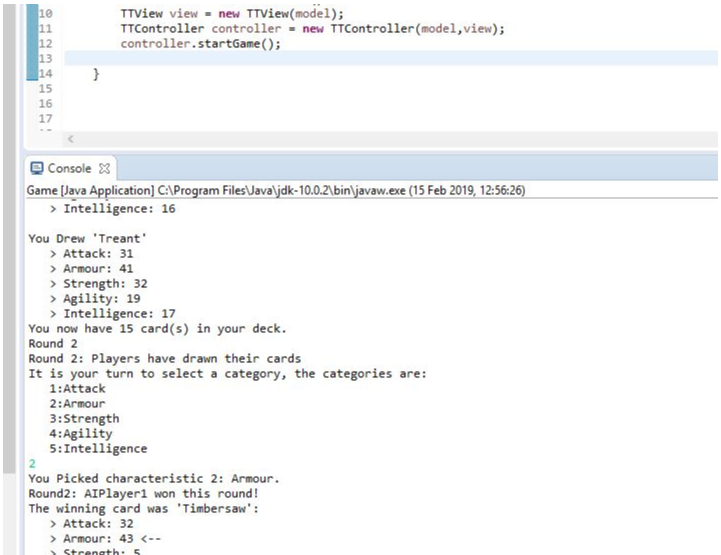 10 TTView view = new TTView(model);
11 TTController controller = new TTController(model,view);
12 controller.startGame();
13
14 }
15
16
17
Console
Game [Java Application] C:\Program Files\Java\jdk-10.0.2\bin\javaw.exe (15 Feb 2019, 12:56:26)
> Intelligence: 16
You Drew 'Treant'
> Attack: 31
> Armour: 41
> Strength: 32
> Agility: 19
> Intelligence: 17
You now have 15 card(s) in your deck.
Round 2
Round 2: Players have drawn their cards
It is your turn to select a category, the categories are:
1:Attack
2:Armour
3:Strength
4:Agility
5:Intelligence
2
You Picked characteristic 2: Armour.
Round2: AIPlayer1 won this round!
The winning card was 'Timbersaw':
> Attack: 32
> Armour: 43 <--
> Strength: 5